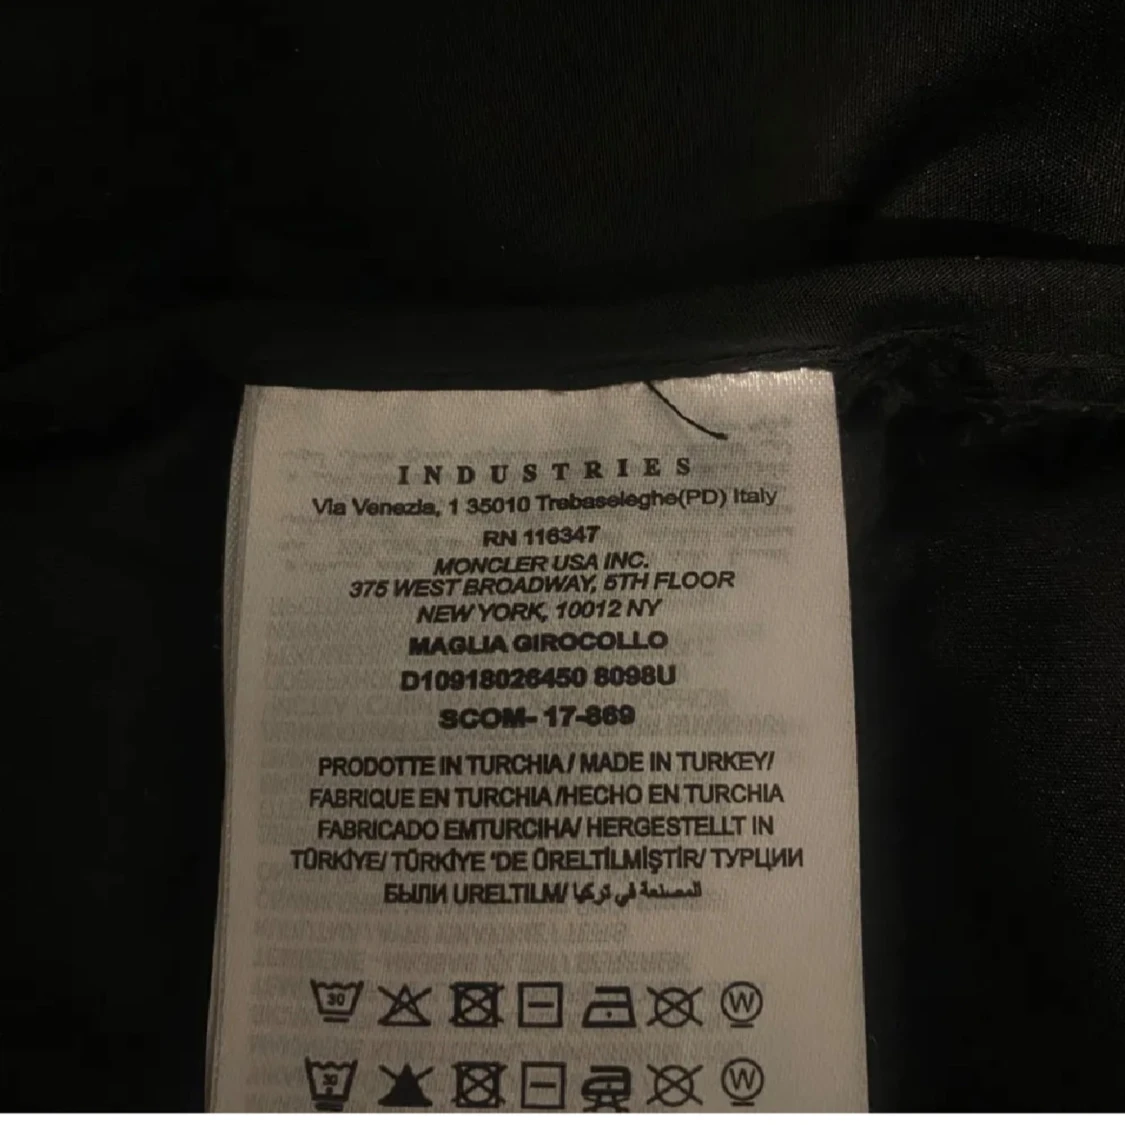 INDUSTRIES
Via Venezia, 1 35010 Trebaseleghe(PD) Italy
RN 116347
MONCLER USA INC.
375 WEST BROADWAY, 5TH FLOOR
NEW YORK, 10012 NY
MAGLIA GIROCOLLO
D10918026450 8098U
SCOM- 17-869
PRODOTTE IN TURCHIA/ MADE IN TURKEY/
FABRIQUE EN TURCHIA /HECHO EN TURCHIA
FABRICADO EMTURCIHA/ HERGESTELLT IN
TÜRKİYE/ TÜRKİYE 'DE ÜRELTİLMİŞTİR/ ТУРЦИИ
БЫЛИ URELTILM/ المصنعة في تركيا
30
W
30
W